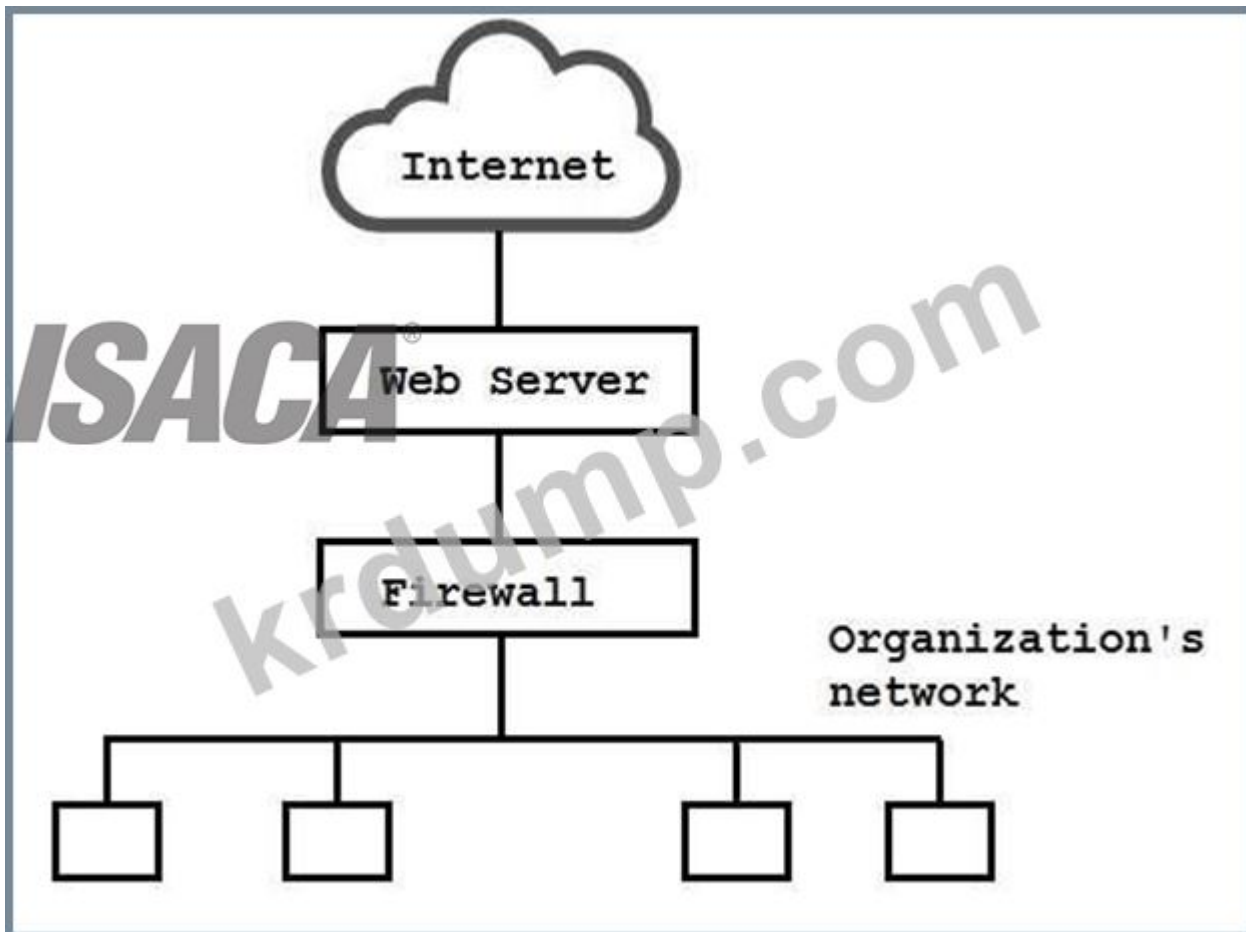 Internet
ISACA®
Web Server
krdump.com
Firewall
Organization's
network